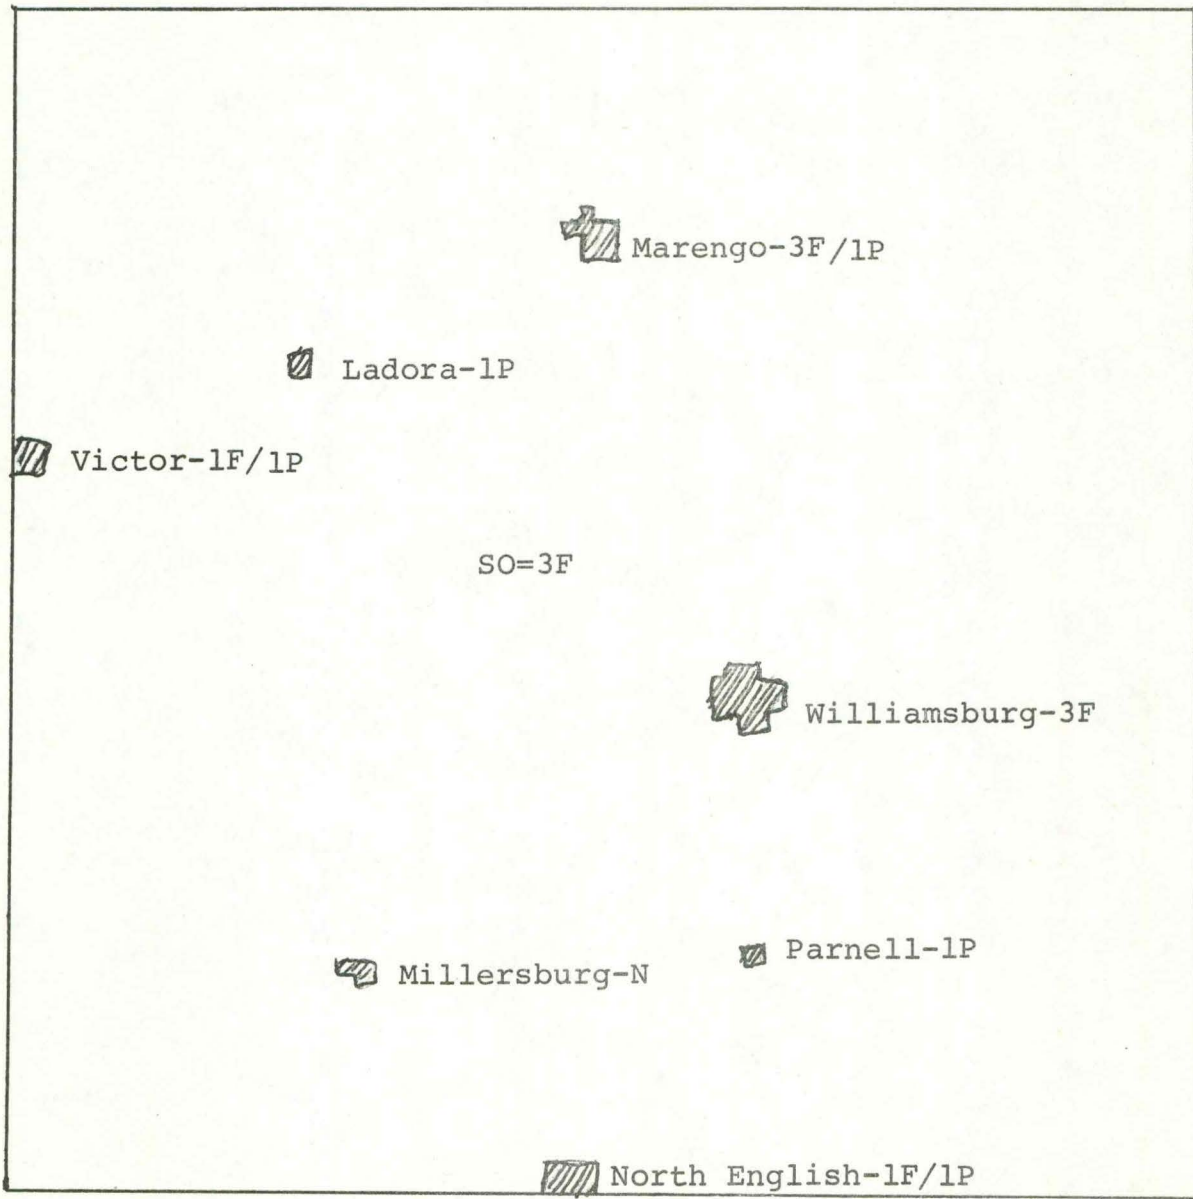 Marengo-3F/1P
Ladora-1P
Victor-1F/1P
SO=3F
Williamsburg-3F
Parnell-1P
Millersburg-N
North English-1F/1P